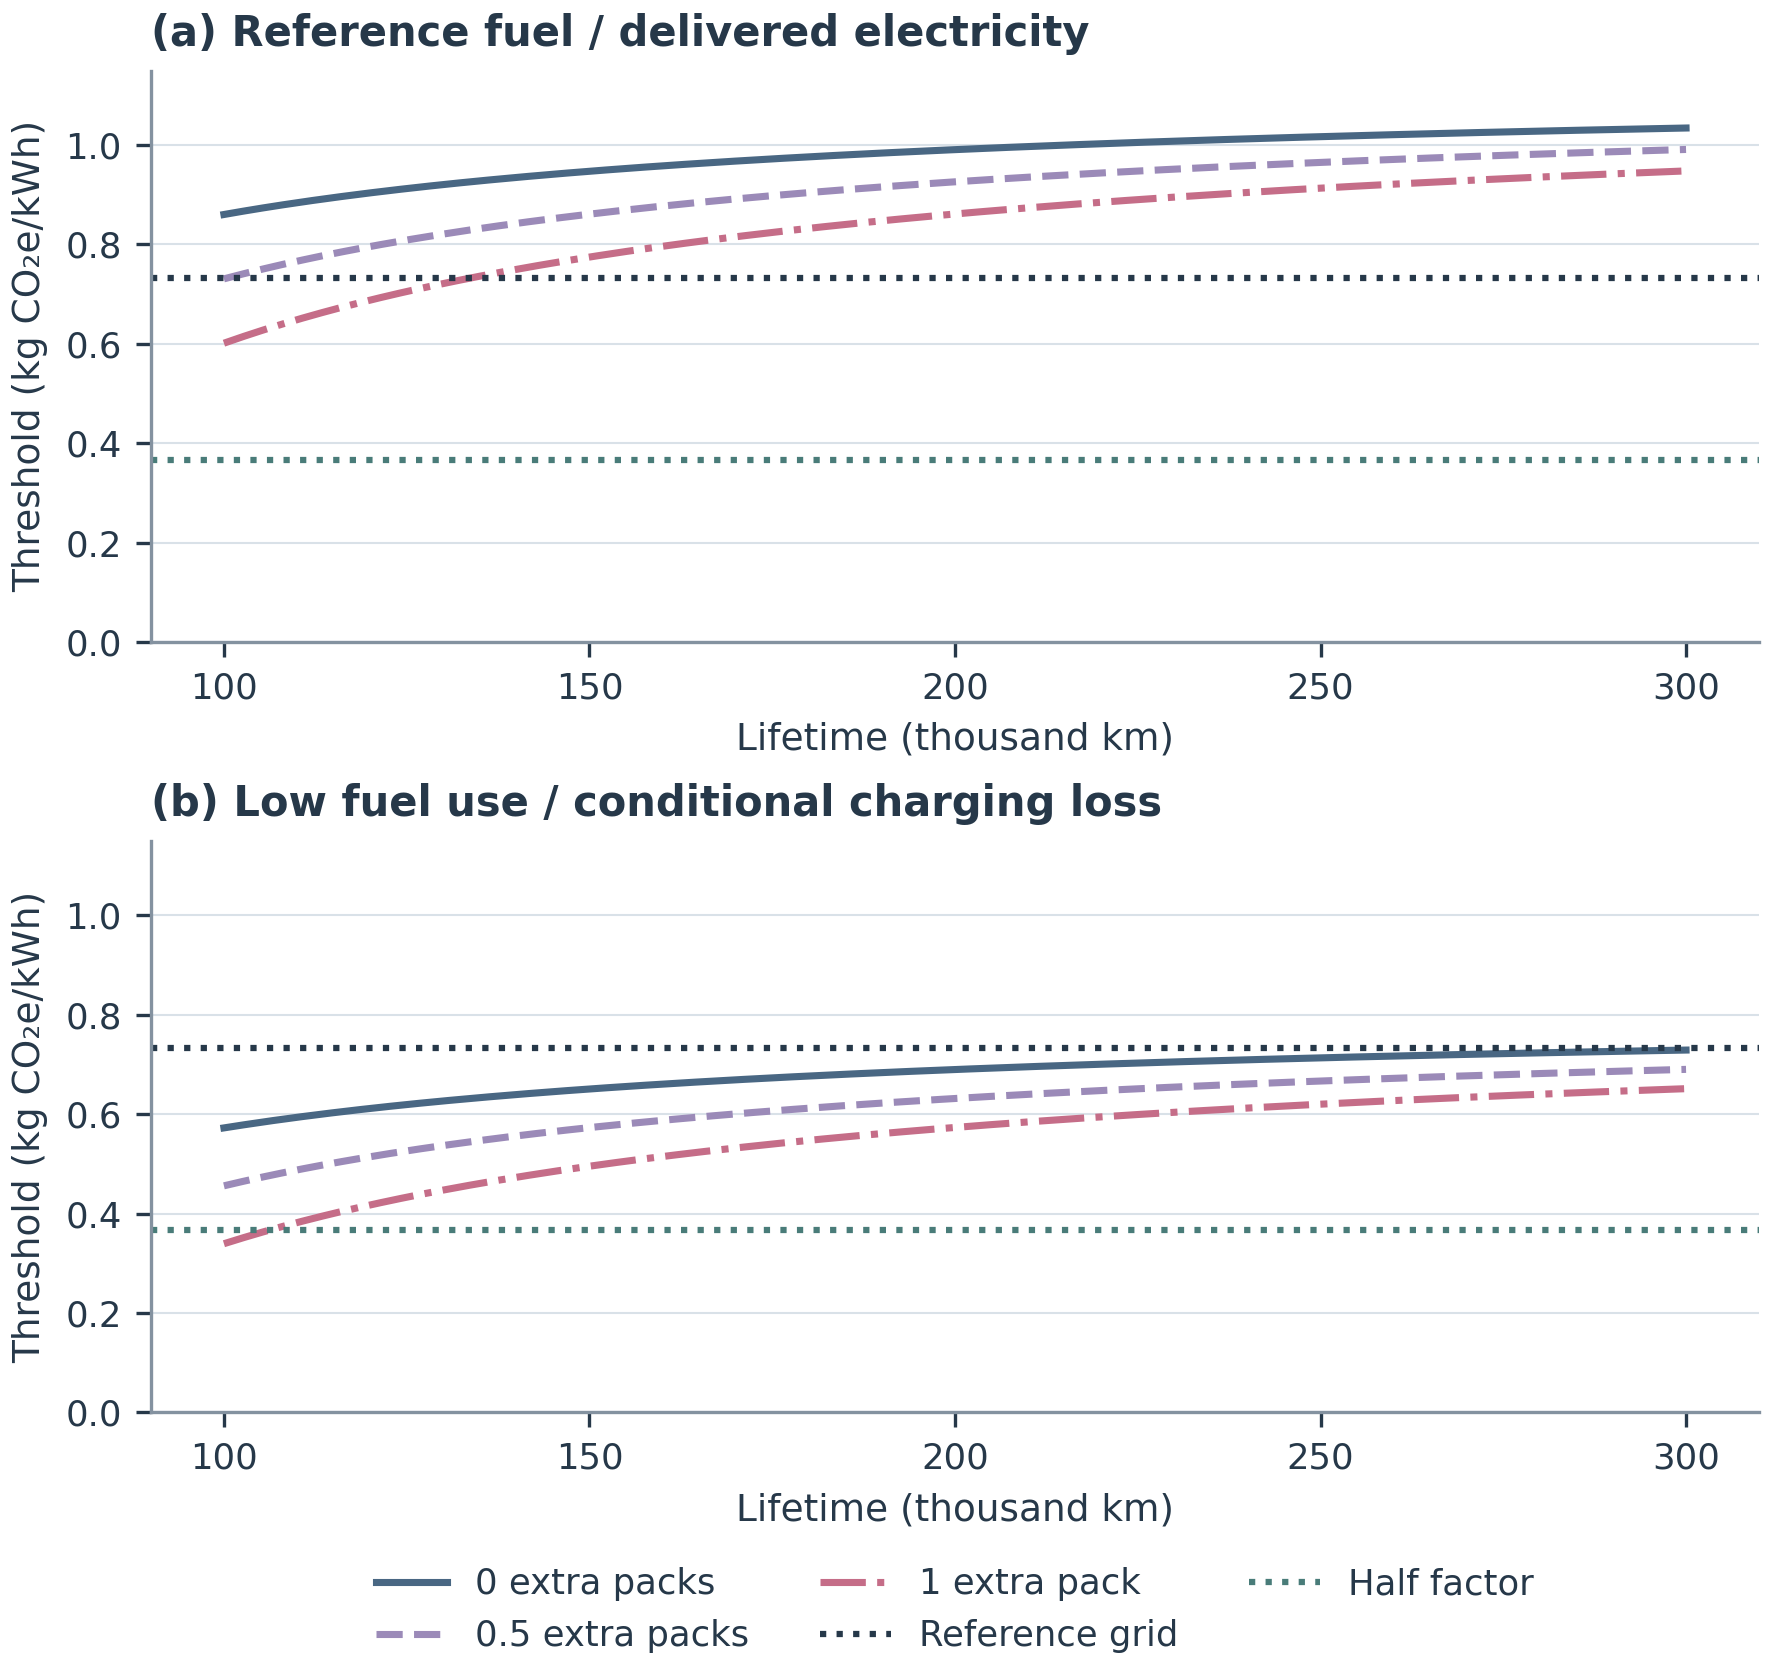 (a) Reference fuel / delivered electricity
Threshold (kg CO₂e/kWh)
1.0
0.8
0.6
0.4
0.2
0.0
100 150 200 250 300
Lifetime (thousand km)
(b) Low fuel use / conditional charging loss
Threshold (kg CO₂e/kWh)
1.0
0.8
0.6
0.4
0.2
0.0
100 150 200 250 300
Lifetime (thousand km)
0 extra packs 1 extra pack Half factor
0.5 extra packs Reference grid